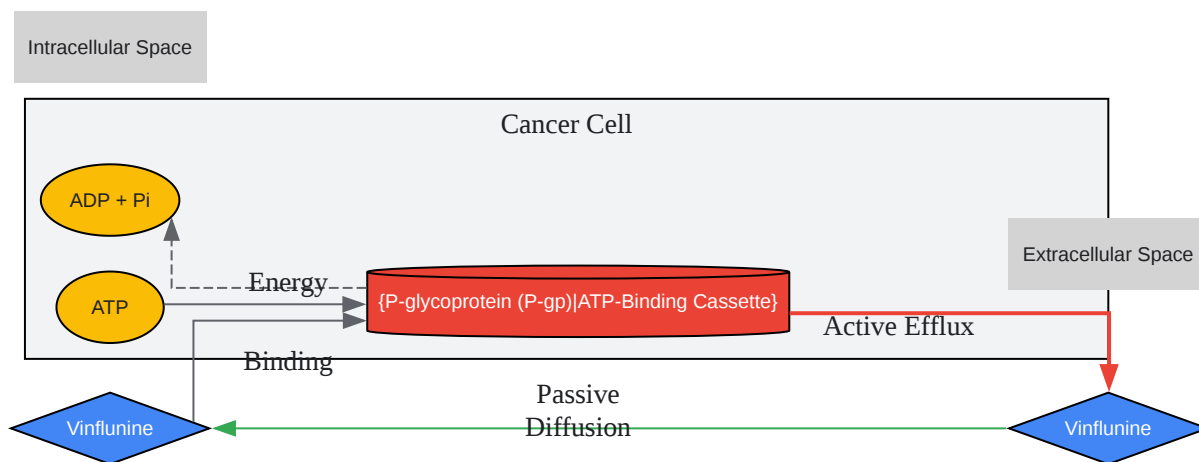 Intracellular Space
Cancer Cell
ADP + Pi
Extracellular Space
Energy
ATP
{P-glycoprotein (P-gp)|ATP-Binding Cassette}
Active Efflux
Binding
Passive
Diffusion
Vinflunine
Vinflunine